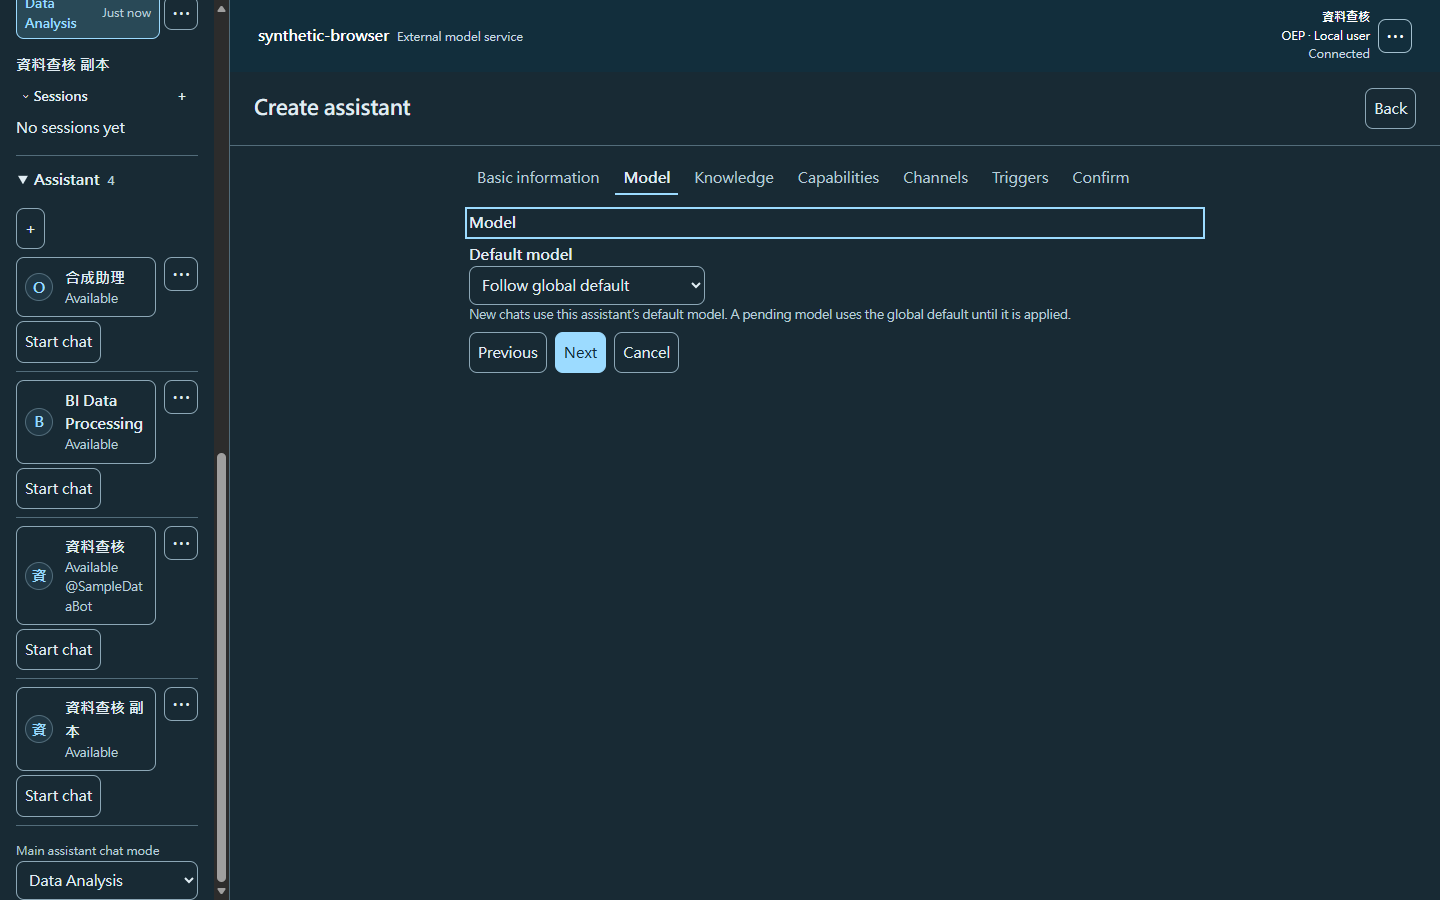 Data
Analysis
Just now
資料查核 副本
Sessions
+
No sessions yet
Assistant 4
+
O
合成助理
Available
Start chat
B
BI Data
Processing
Available
Start chat
資
資料查核
Available
@SampleDat
aBot
Start chat
資
資料查核 副
本
Available
Start chat
Main assistant chat mode
Data Analysis
synthetic-browser External model service
資料查核
OEP · Local user
Connected
Create assistant
Back
Basic information Model Knowledge Capabilities Channels Triggers Confirm
Model
Default model
Follow global default
New chats use this assistant’s default model. A pending model uses the global default until it is applied.
Previous Next Cancel